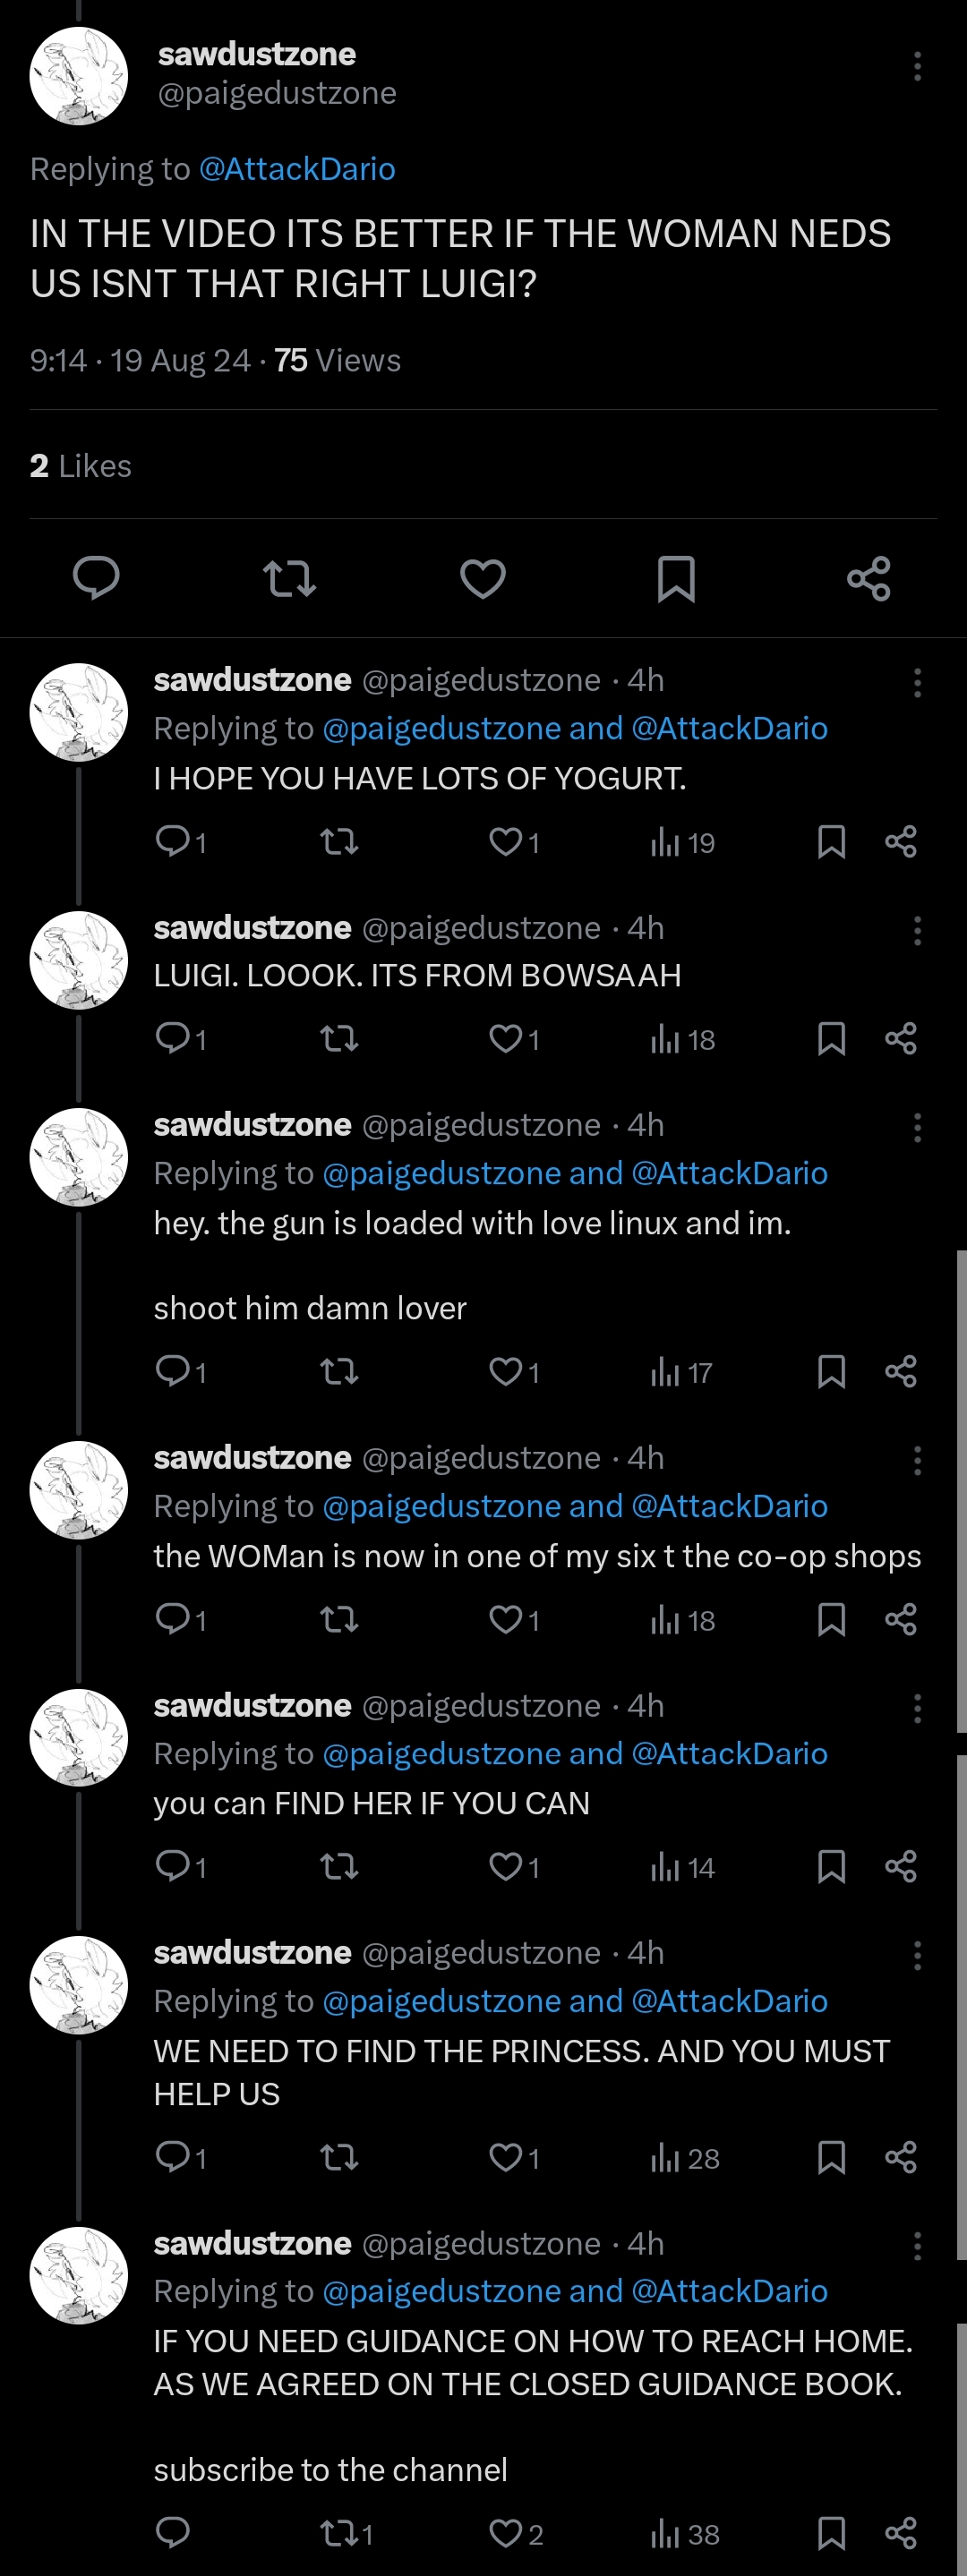 sawdustzone
@paigedustzone
Replying to @AttackDario
IN THE VIDEO ITS BETTER IF THE WOMAN NEDS
US ISNT THAT RIGHT LUIGI?
9:14 · 19 Aug 24 · 75 Views
2 Likes
sawdustzone @paigedustzone · 4h
Replying to @paigedustzone and @AttackDario
I HOPE YOU HAVE LOTS OF YOGURT.
1 1 19
sawdustzone @paigedustzone · 4h
LUIGI. LOOOK. ITS FROM BOWSAAH
1 1 18
sawdustzone @paigedustzone · 4h
Replying to @paigedustzone and @AttackDario
hey. the gun is loaded with love linux and im.
shoot him damn lover
1 1 17
sawdustzone @paigedustzone · 4h
Replying to @paigedustzone and @AttackDario
the WOMan is now in one of my six t the co-op shops
1 1 18
sawdustzone @paigedustzone · 4h
Replying to @paigedustzone and @AttackDario
you can FIND HER IF YOU CAN
1 1 14
sawdustzone @paigedustzone · 4h
Replying to @paigedustzone and @AttackDario
WE NEED TO FIND THE PRINCESS. AND YOU MUST
HELP US
1 1 28
sawdustzone @paigedustzone · 4h
Replying to @paigedustzone and @AttackDario
IF YOU NEED GUIDANCE ON HOW TO REACH HOME.
AS WE AGREED ON THE CLOSED GUIDANCE BOOK.
subscribe to the channel
1 2 38